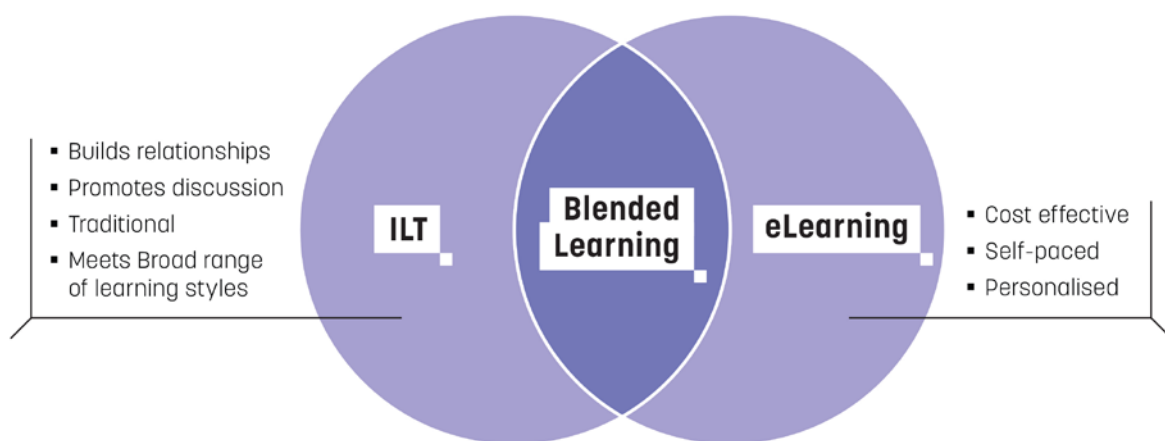 ▪ Builds relationships
▪ Promotes discussion
▪ Traditional
▪ Meets Broad range
of learning styles
ILT
Blended
Learning
eLearning
▪ Cost effective
▪ Self-paced
▪ Personalised